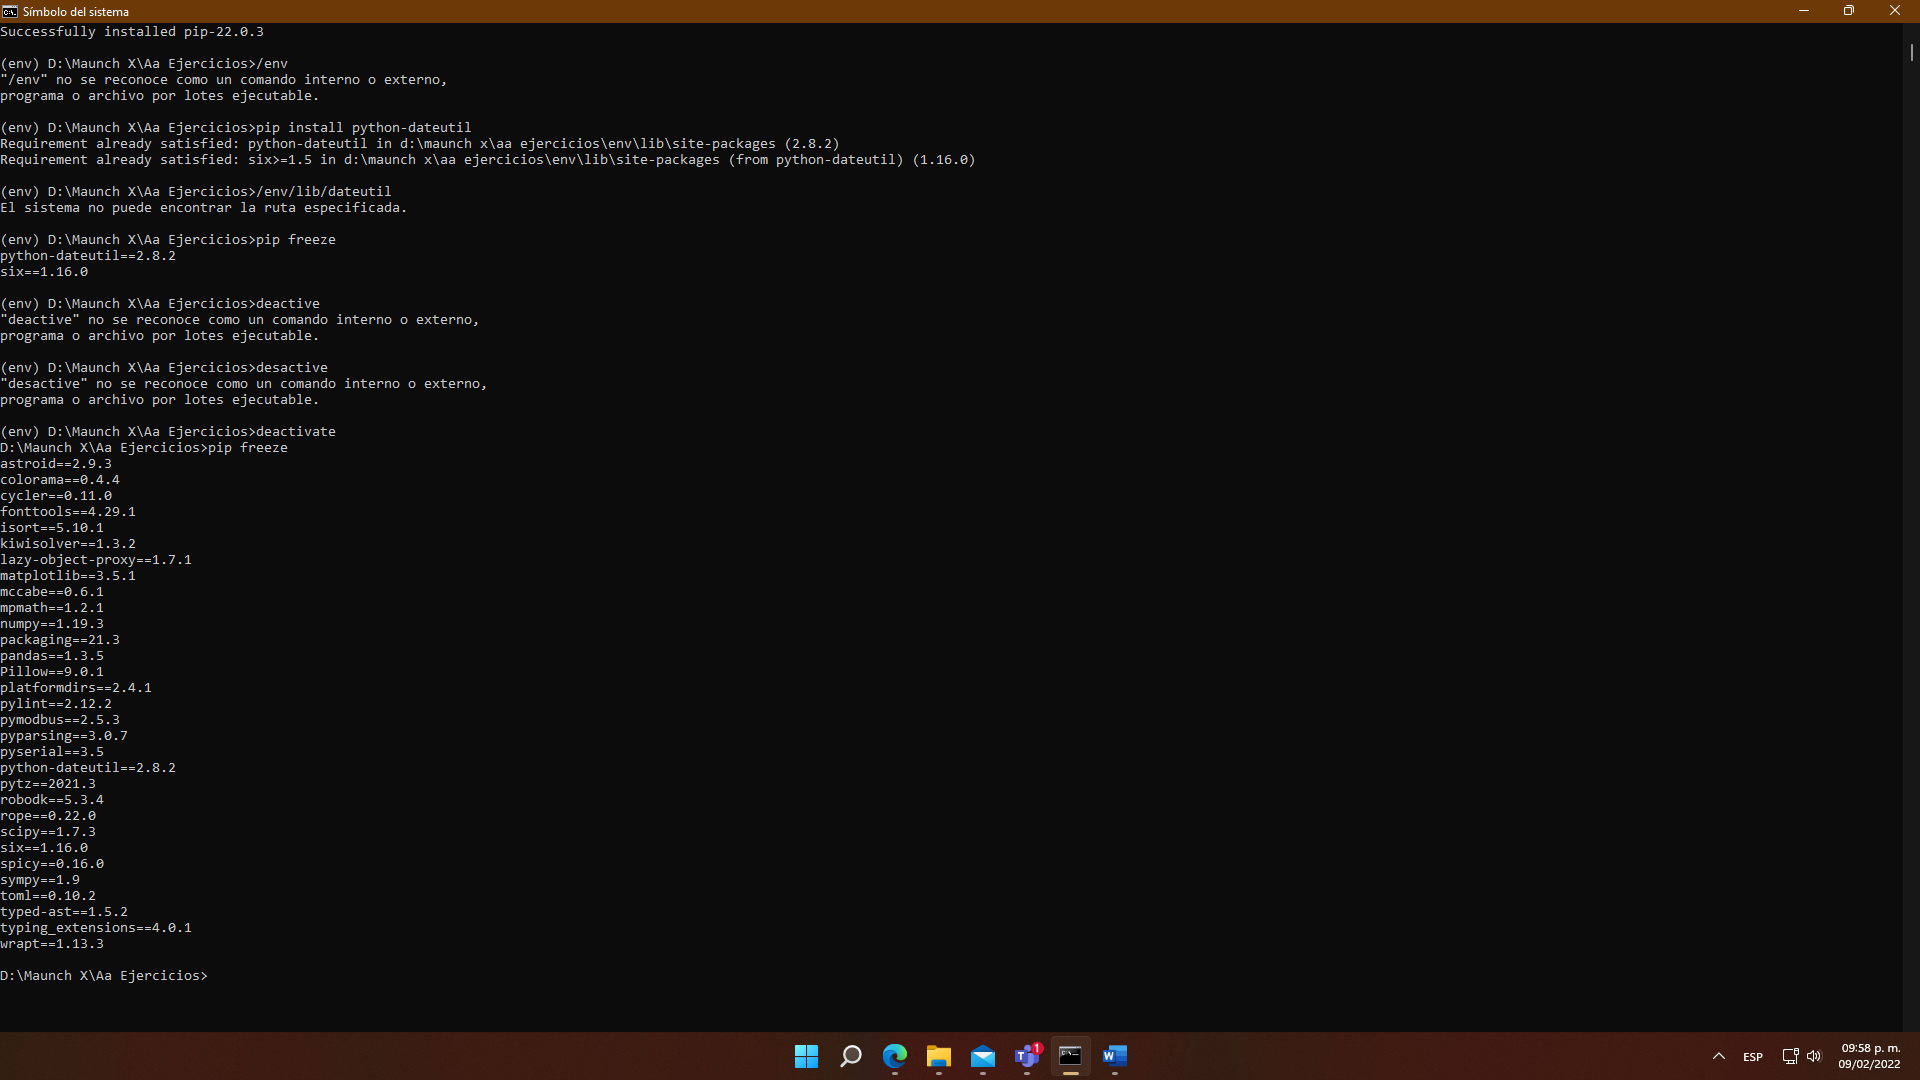 Símbolo del sistema
Successfully installed pip-22.0.3
(env) D:\Maunch X\Aa Ejercicios>/env
"/env" no se reconoce como un comando interno o externo,
programa o archivo por lotes ejecutable.
(env) D:\Maunch X\Aa Ejercicios>pip install python-dateutil
Requirement already satisfied: python-dateutil in d:\maunch x\aa ejercicios\env\lib\site-packages (2.8.2)
Requirement already satisfied: six>=1.5 in d:\maunch x\aa ejercicios\env\lib\site-packages (from python-dateutil) (1.16.0)
(env) D:\Maunch X\Aa Ejercicios>/env/lib/dateutil
El sistema no puede encontrar la ruta especificada.
(env) D:\Maunch X\Aa Ejercicios>pip freeze
python-dateutil==2.8.2
six==1.16.0
(env) D:\Maunch X\Aa Ejercicios>deactive
"deactive" no se reconoce como un comando interno o externo,
programa o archivo por lotes ejecutable.
(env) D:\Maunch X\Aa Ejercicios>desactive
"desactive" no se reconoce como un comando interno o externo,
programa o archivo por lotes ejecutable.
(env) D:\Maunch X\Aa Ejercicios>deactivate
D:\Maunch X\Aa Ejercicios>pip freeze
astroid==2.9.3
colorama==0.4.4
cycler==0.11.0
fonttools==4.29.1
isort==5.10.1
kiwisolver==1.3.2
lazy-object-proxy==1.7.1
matplotlib==3.5.1
mccabe==0.6.1
mpmath==1.2.1
numpy==1.19.3
packaging==21.3
pandas==1.3.5
Pillow==9.0.1
platformdirs==2.4.1
pylint==2.12.2
pymodbus==2.5.3
pyparsing==3.0.7
pyserial==3.5
python-dateutil==2.8.2
pytz==2021.3
robodk==5.3.4
rope==0.22.0
scipy==1.7.3
six==1.16.0
spicy==0.16.0
sympy==1.9
toml==0.10.2
typed-ast==1.5.2
typing_extensions==4.0.1
wrapt==1.13.3
D:\Maunch X\Aa Ejercicios>
1
ESP
09:58 p. m.
09/02/2022